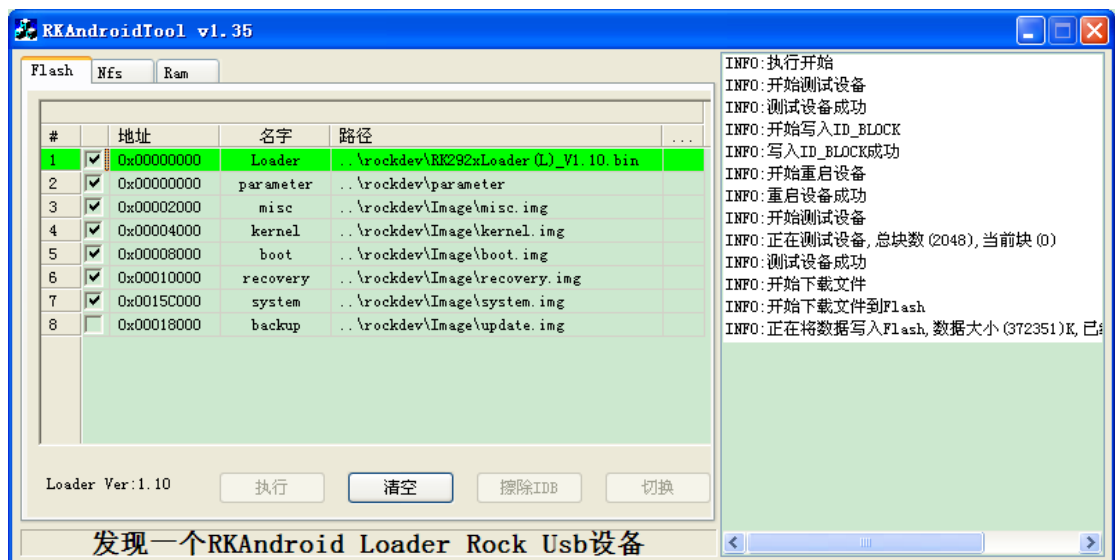 RKAndroidTool v1.35
Flash Nfs Ram
# 地址 名字 路径 ...
1 0x00000000 Loader ..\rockdev\RK292xLoader(L)_V1.10.bin
2 0x00000000 parameter ..\rockdev\parameter
3 0x00002000 misc ..\rockdev\Image\misc.img
4 0x00004000 kernel ..\rockdev\Image\kernel.img
5 0x00008000 boot ..\rockdev\Image\boot.img
6 0x00010000 recovery ..\rockdev\Image\recovery.img
7 0x0015C000 system ..\rockdev\Image\system.img
8 0x00018000 backup ..\rockdev\Image\update.img
Loader Ver:1.10 执行 清空 擦除IDB 切换
发现一个RKAndroid Loader Rock Usb设备
INFO:执行开始
INFO:开始测试设备
INFO:测试设备成功
INFO:开始写入ID_BLOCK
INFO:写入ID_BLOCK成功
INFO:开始重启设备
INFO:重启设备成功
INFO:开始测试设备
INFO:正在测试设备,总块数(2048),当前块(0)
INFO:测试设备成功
INFO:开始下载文件
INFO:开始下载文件到Flash
INFO:正在将数据写入Flash,数据大小(372351)K,已